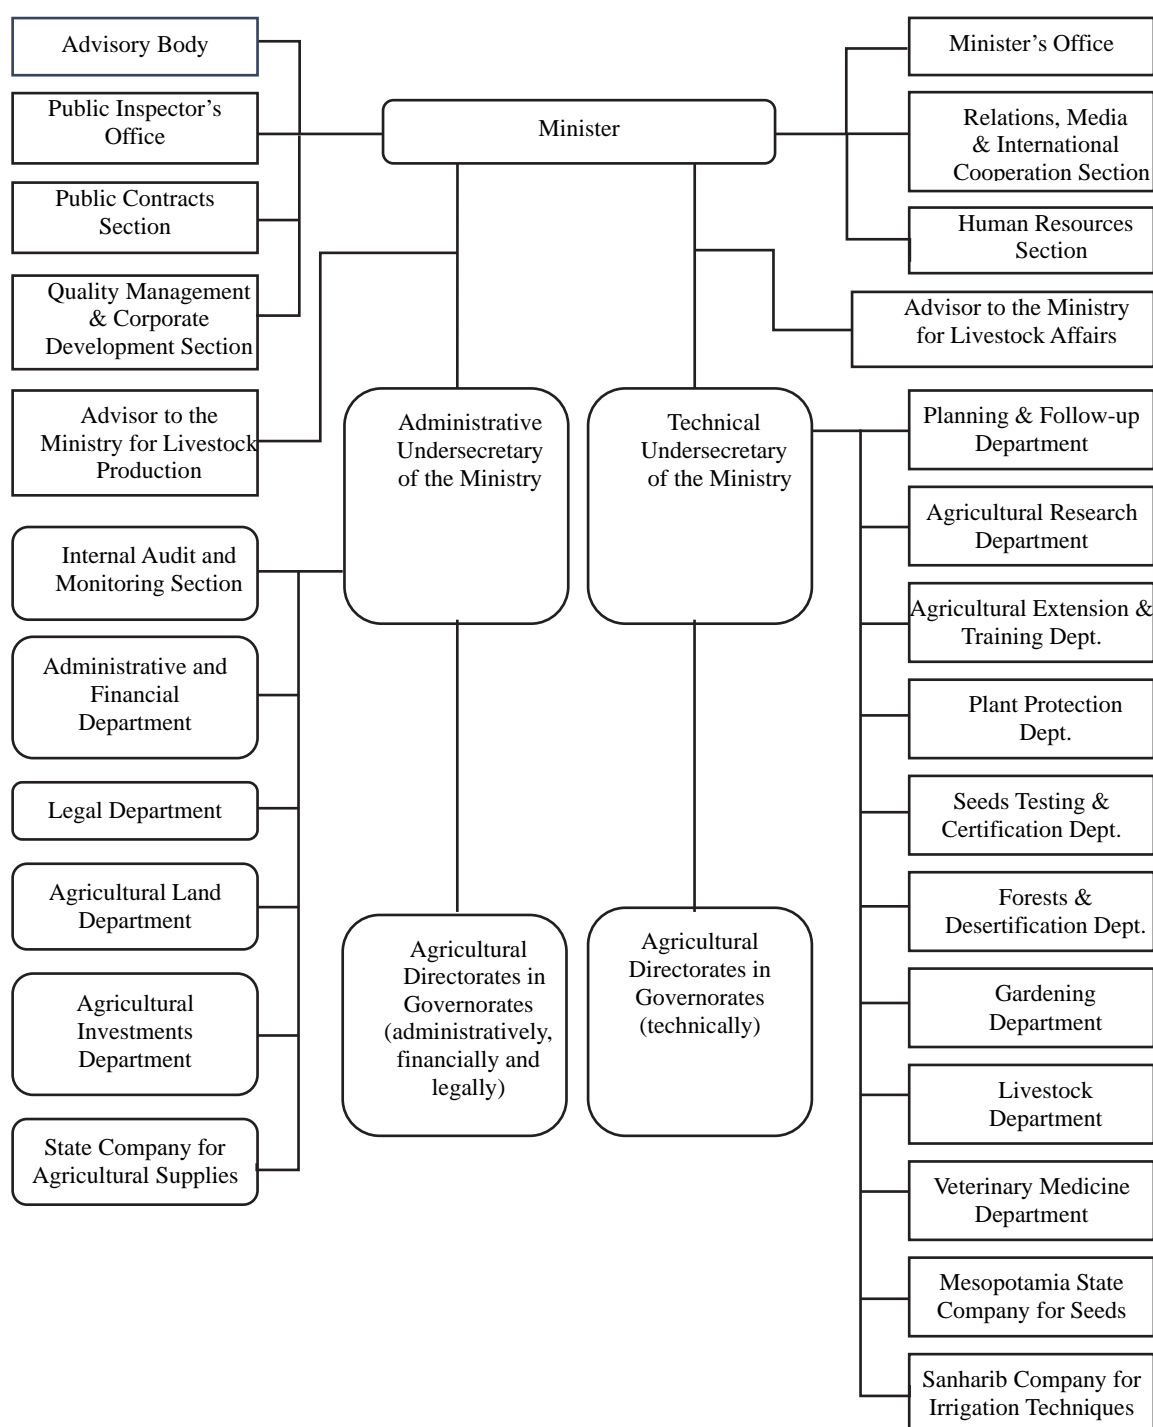 Advisory Body
Public Inspector's
Office
Public Contracts
Section
Quality Management
& Corporate
Development Section
Advisor to the
Ministry for Livestock
Production
Minister
Minister's Office
Relations, Media
& International
Cooperation Section
Human Resources
Section
Advisor to the Ministry
for Livestock Affairs
Administrative
Undersecretary
of the Ministry
Technical
Undersecretary
of the Ministry
Internal Audit and
Monitoring Section
Administrative and
Financial
Department
Legal Department
Agricultural Land
Department
Agricultural
Investments
Department
State Company for
Agricultural Supplies
Agricultural
Directorates in
Governorates
(administratively,
financially and
legally)
Agricultural
Directorates in
Governorates
(technically)
Planning & Follow-up
Department
Agricultural Research
Department
Agricultural Extension &
Training Dept.
Plant Protection
Dept.
Seeds Testing &
Certification Dept.
Forests &
Desertification Dept.
Gardening
Department
Livestock
Department
Veterinary Medicine
Department
Mesopotamia State
Company for Seeds
Sanharib Company for
Irrigation Techniques